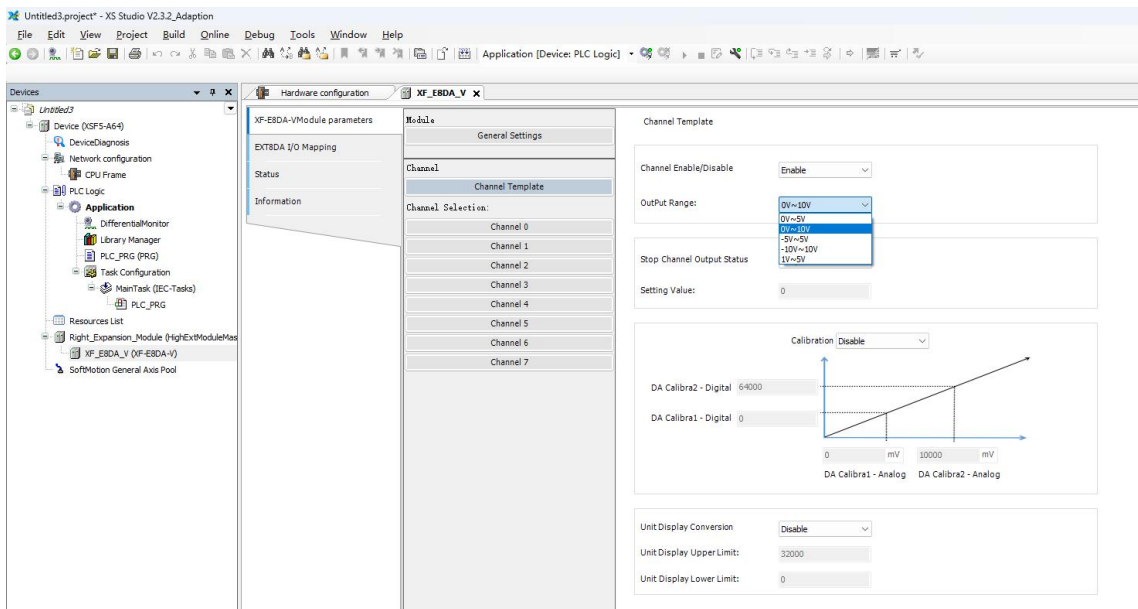 Untitled3.project* - XS Studio V2.3.2_Adaption
File Edit View Project Build Online Debug Tools Window Help
Application [Device: PLC Logic]
Devices
Hardware configuration
XF_E8DA_V
Untitled3
Device (XSF5-A64)
DeviceDiagnosis
Network configuration
CPU Frame
PLC Logic
Application
DifferentialMonitor
Library Manager
PLC_PRG (PRG)
Task Configuration
MainTask (IEC-Tasks)
PLC_PRG
Resources List
Right_Expansion_Module (HighExtModuleMas
XF_E8DA_V (XF-E8DA-V)
SoftMotion General Axis Pool
XF-E8DA-VModule parameters
EXT8DA I/O Mapping
Status
Information
Module
General Settings
Channel
Channel Template
Channel Selection:
Channel 0
Channel 1
Channel 2
Channel 3
Channel 4
Channel 5
Channel 6
Channel 7
Channel Template
Channel Enable/Disable Enable
OutPut Range: 0V~10V
0V~5V
0V~10V
-5V~5V
-10V~10V
1V~5V
Stop Channel Output Status
Setting Value: 0
Calibration Disable
DA Calibra2 - Digital 64000
DA Calibra1 - Digital 0
0 mV 10000 mV
DA Calibra1 - Analog DA Calibra2 - Analog
Unit Display Conversion Disable
Unit Display Upper Limit: 32000
Unit Display Lower Limit: 0